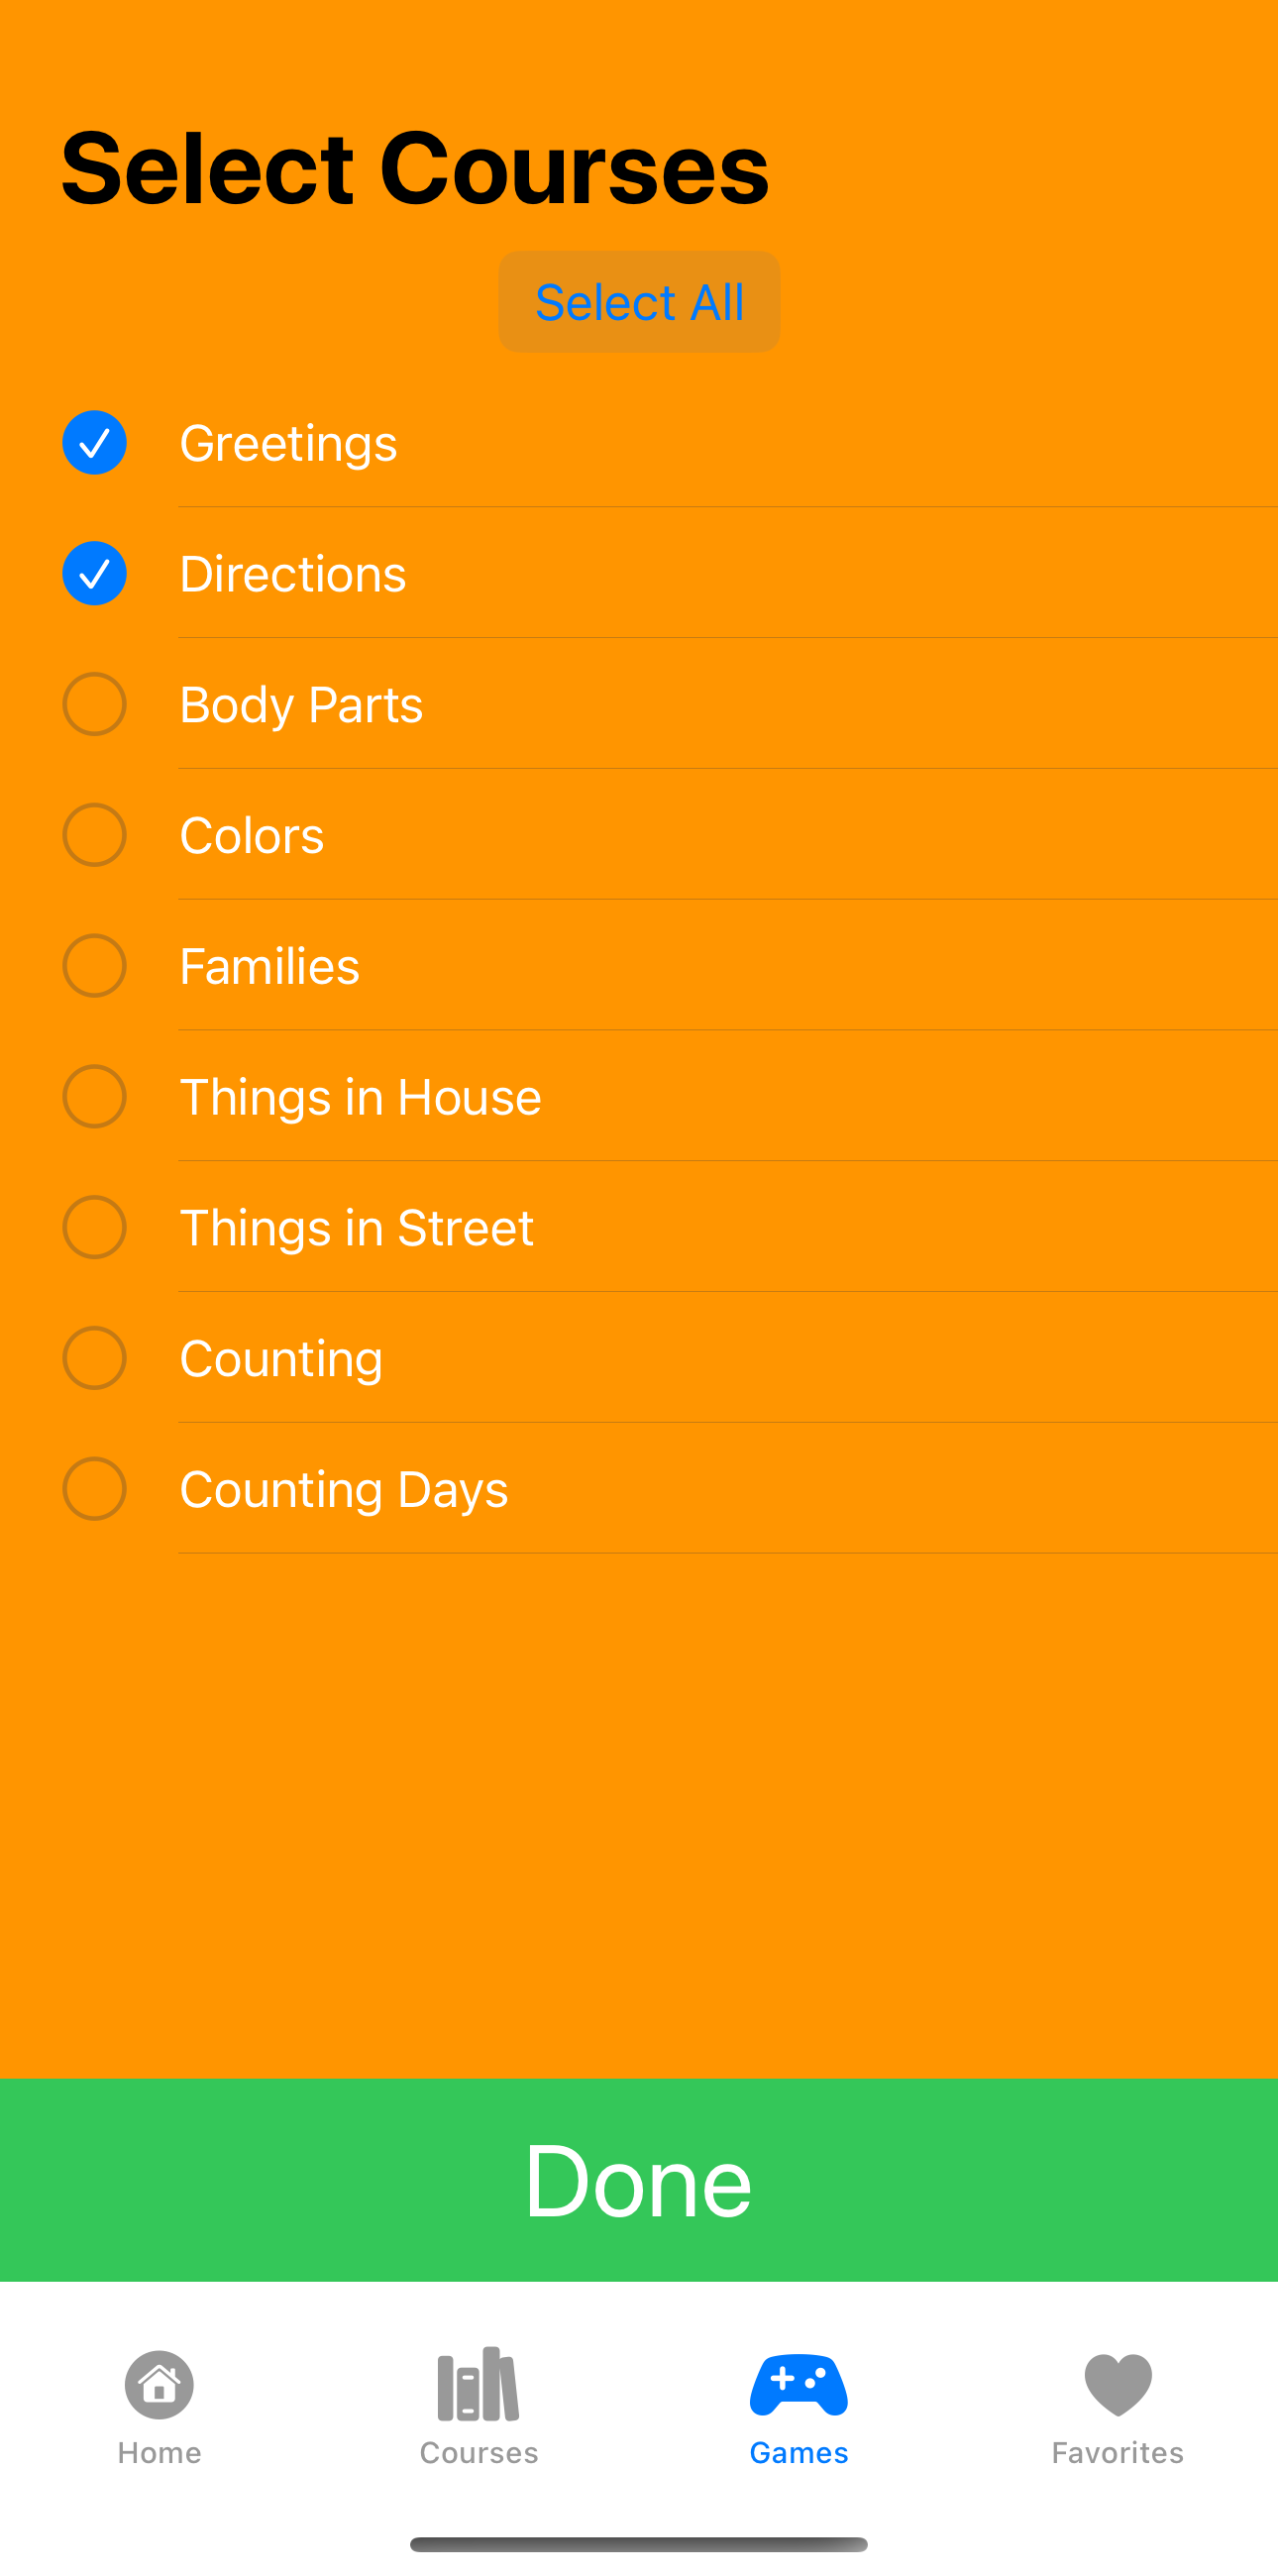 Select Courses
Select All
Greetings
Directions
Body Parts
Colors
Families
Things in House
Things in Street
Counting
Counting Days
Done
Home
Courses
Games
Favorites